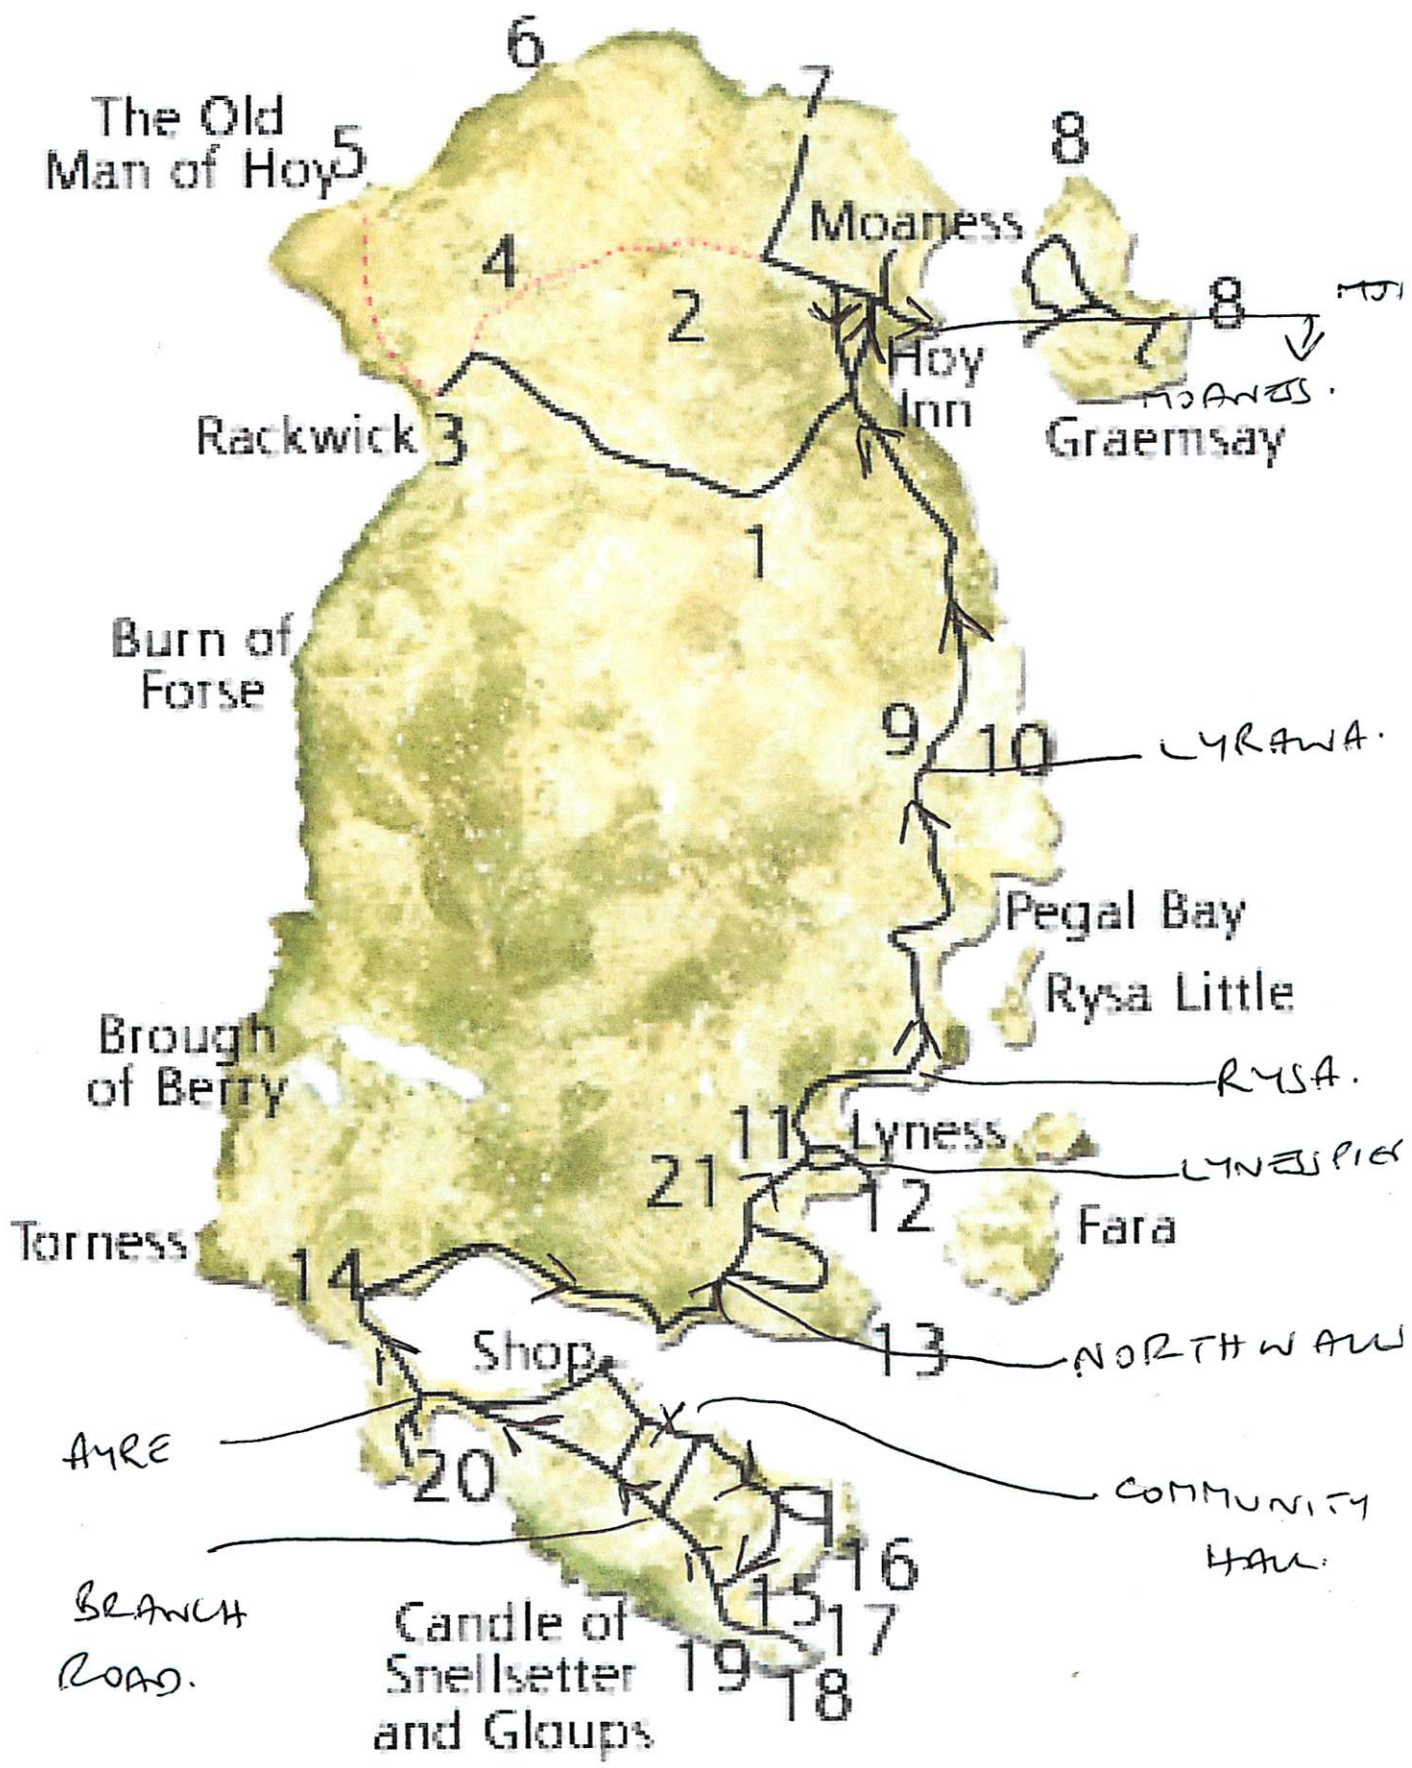 6
The Old
Man of Hoy
5
7
8
4
Moaness
2
8
Hoy
Inn
MOANESS.
Graemsay
Rackwick 3
1
Burn of
Forse
9
10
LYRAWA.
Pegal Bay
Rysa Little
Brough
of Berry
RYSA.
11
Lyness
21
LYNESS PIER
12
Fara
Torness
14
Shop
13
NORTHWALL
AYRE
20
COMMUNITY
HALL.
16
BRANCH
ROAD.
15
17
Candle of
Snellsetter
and Gloups
19
18